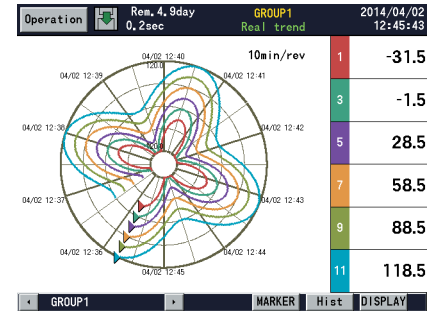 Operation
Rem.4.9day
0.2sec
GROUP1
Real trend
2014/04/02
12:45:43
10min/rev
04/02 12:40
120.0
04/02 12:39
04/02 12:41
04/02 12:38
04/02 12:42
04/02 12:37
04/02 12:43
04/02 12:36
04/02 12:44
04/02 12:45
1 -31.5
3 -1.5
5 28.5
7 58.5
9 88.5
11 118.5
GROUP1
MARKER
Hist
DISPLAY